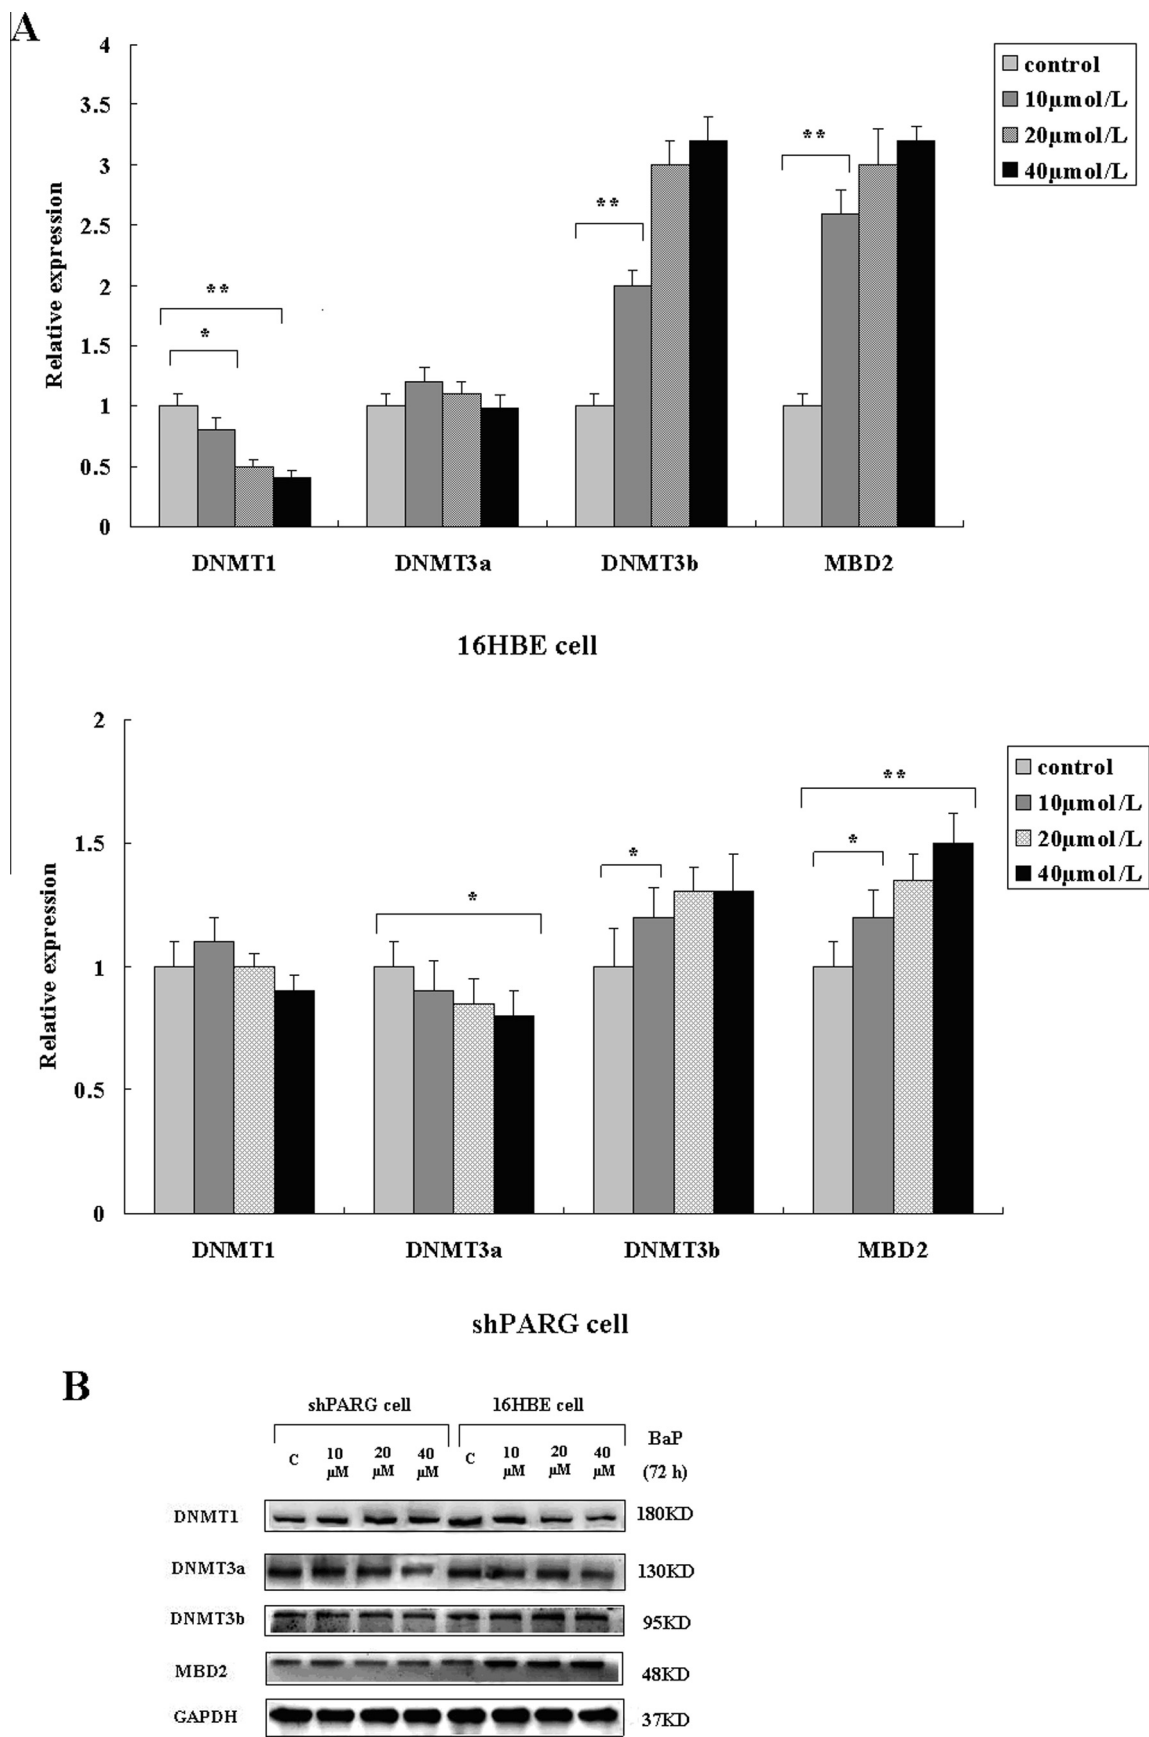 A
4
3.5
3
2.5
2
1.5
1
0.5
0
Relative expression
** * ** **
control
10μmol/L
20μmol/L
40μmol/L
DNMT1 DNMT3a DNMT3b MBD2
16HBE cell
2
1.5
1
0.5
0
Relative expression
* * * **
control
10μmol/L
20μmol/L
40μmol/L
DNMT1 DNMT3a DNMT3b MBD2
shPARG cell
B
shPARG cell 16HBE cell
BaP
(72 h)
C 10 μM 20 μM 40 μM C 10 μM 20 μM 40 μM
DNMT1 180KD
DNMT3a 130KD
DNMT3b 95KD
MBD2 48KD
GAPDH 37KD